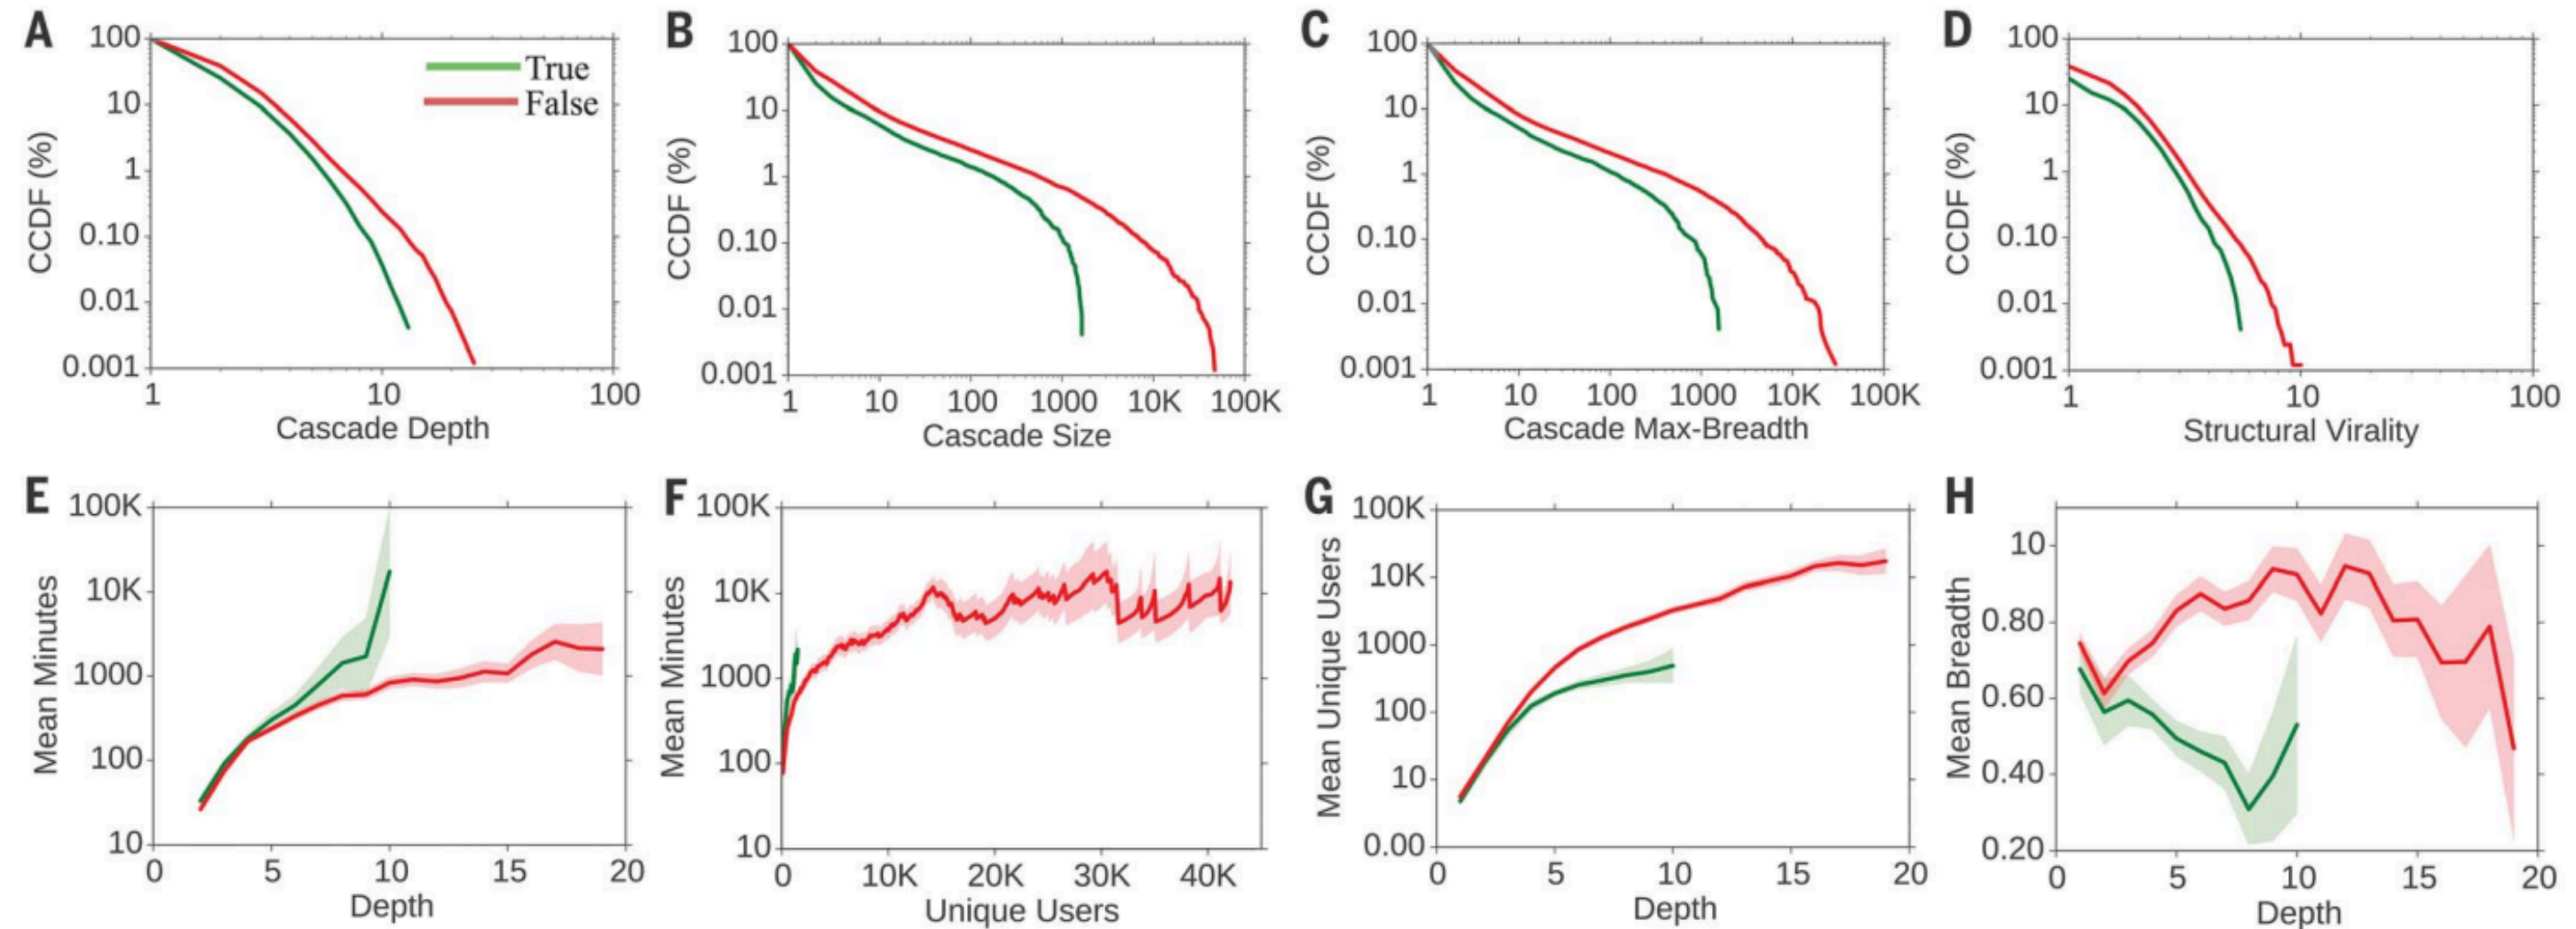 A
100
10
1
0.10
0.01
0.001
CCDF (%)
True
False
1 10 100
Cascade Depth
B
100
10
1
0.10
0.01
0.001
CCDF (%)
1 10 100 1000 10K 100K
Cascade Size
C
100
10
1
0.10
0.01
0.001
CCDF (%)
1 10 100 1000 10K 100K
Cascade Max-Breadth
D
100
10
1
0.10
0.01
0.001
CCDF (%)
1 10 100
Structural Virality
E
100K
10K
1000
100
10
Mean Minutes
0 5 10 15 20
Depth
F
100K
10K
1000
100
10
Mean Minutes
0 10K 20K 30K 40K
Unique Users
G
100K
10K
1000
100
10
0.00
Mean Unique Users
0 5 10 15 20
Depth
H
10
0.80
0.60
0.40
0.20
Mean Breadth
0 5 10 15 20
Depth